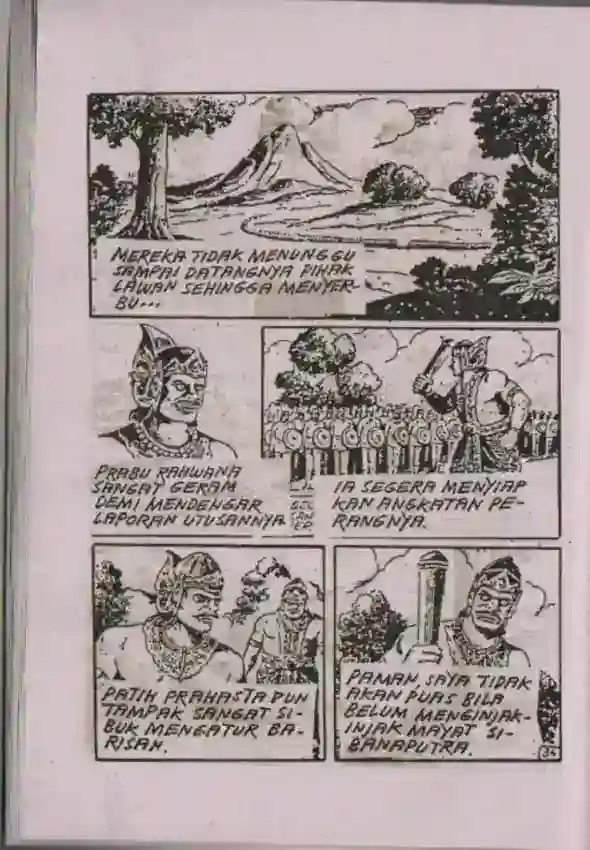 MEREKA TIDAK MENUNGGU
SAMPAI DATANGNYA PIHAK
LAWAN SEHINGGA MENYER-
BU...
PRABU RAHWANA
SANGAT GERAM
DEMI MENDENGAR
LAPORAN UTUSANNYA
IA SEGERA MENYIAP
KAN ANGKATAN PE-
RANGNYA.
PATIH PRAHASTA PUN
TAMPAK SANGAT SI-
BUK MENGATUR BA-
RISAN.
PAMAN, SAYA TIDAK
AKAN PUAS BILA
BELUM MENGINJAK-
INJAK MAYAT SI-
BANAPUTRA.
34